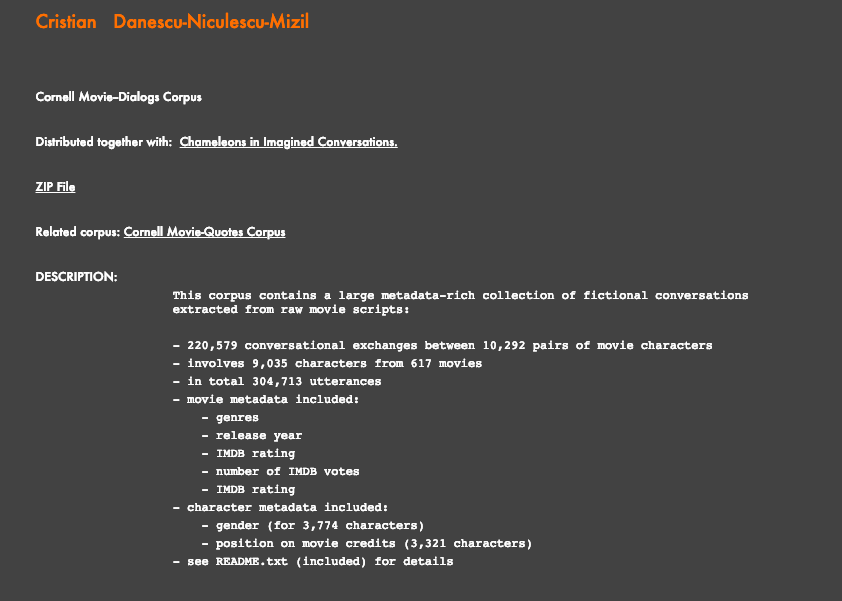 Cristian Danescu-Niculescu-Mizil
Cornell Movie–Dialogs Corpus
Distributed together with: Chameleons in Imagined Conversations.
ZIP File
Related corpus: Cornell Movie-Quotes Corpus
DESCRIPTION:
This corpus contains a large metadata-rich collection of fictional conversations
extracted from raw movie scripts:
- 220,579 conversational exchanges between 10,292 pairs of movie characters
- involves 9,035 characters from 617 movies
- in total 304,713 utterances
- movie metadata included:
- genres
- release year
- IMDB rating
- number of IMDB votes
- IMDB rating
- character metadata included:
- gender (for 3,774 characters)
- position on movie credits (3,321 characters)
- see README.txt (included) for details